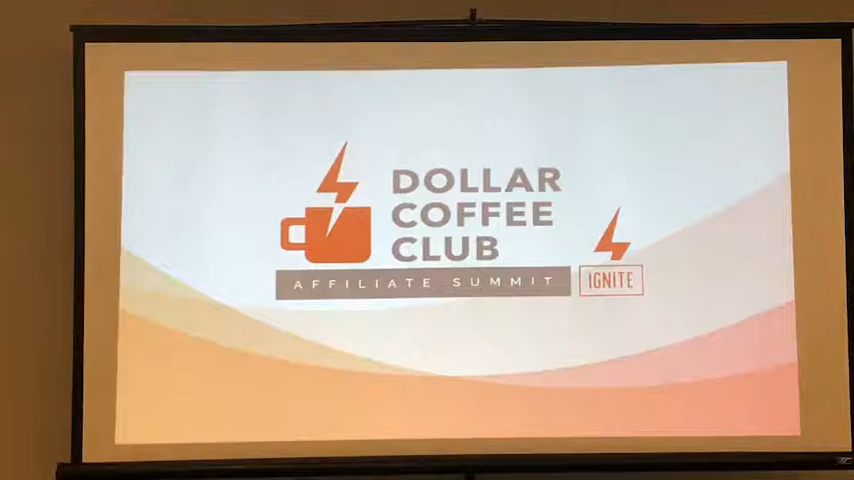 DOLLAR
COFFEE
CLUB
AFFILIATE SUMMIT
IGNITE